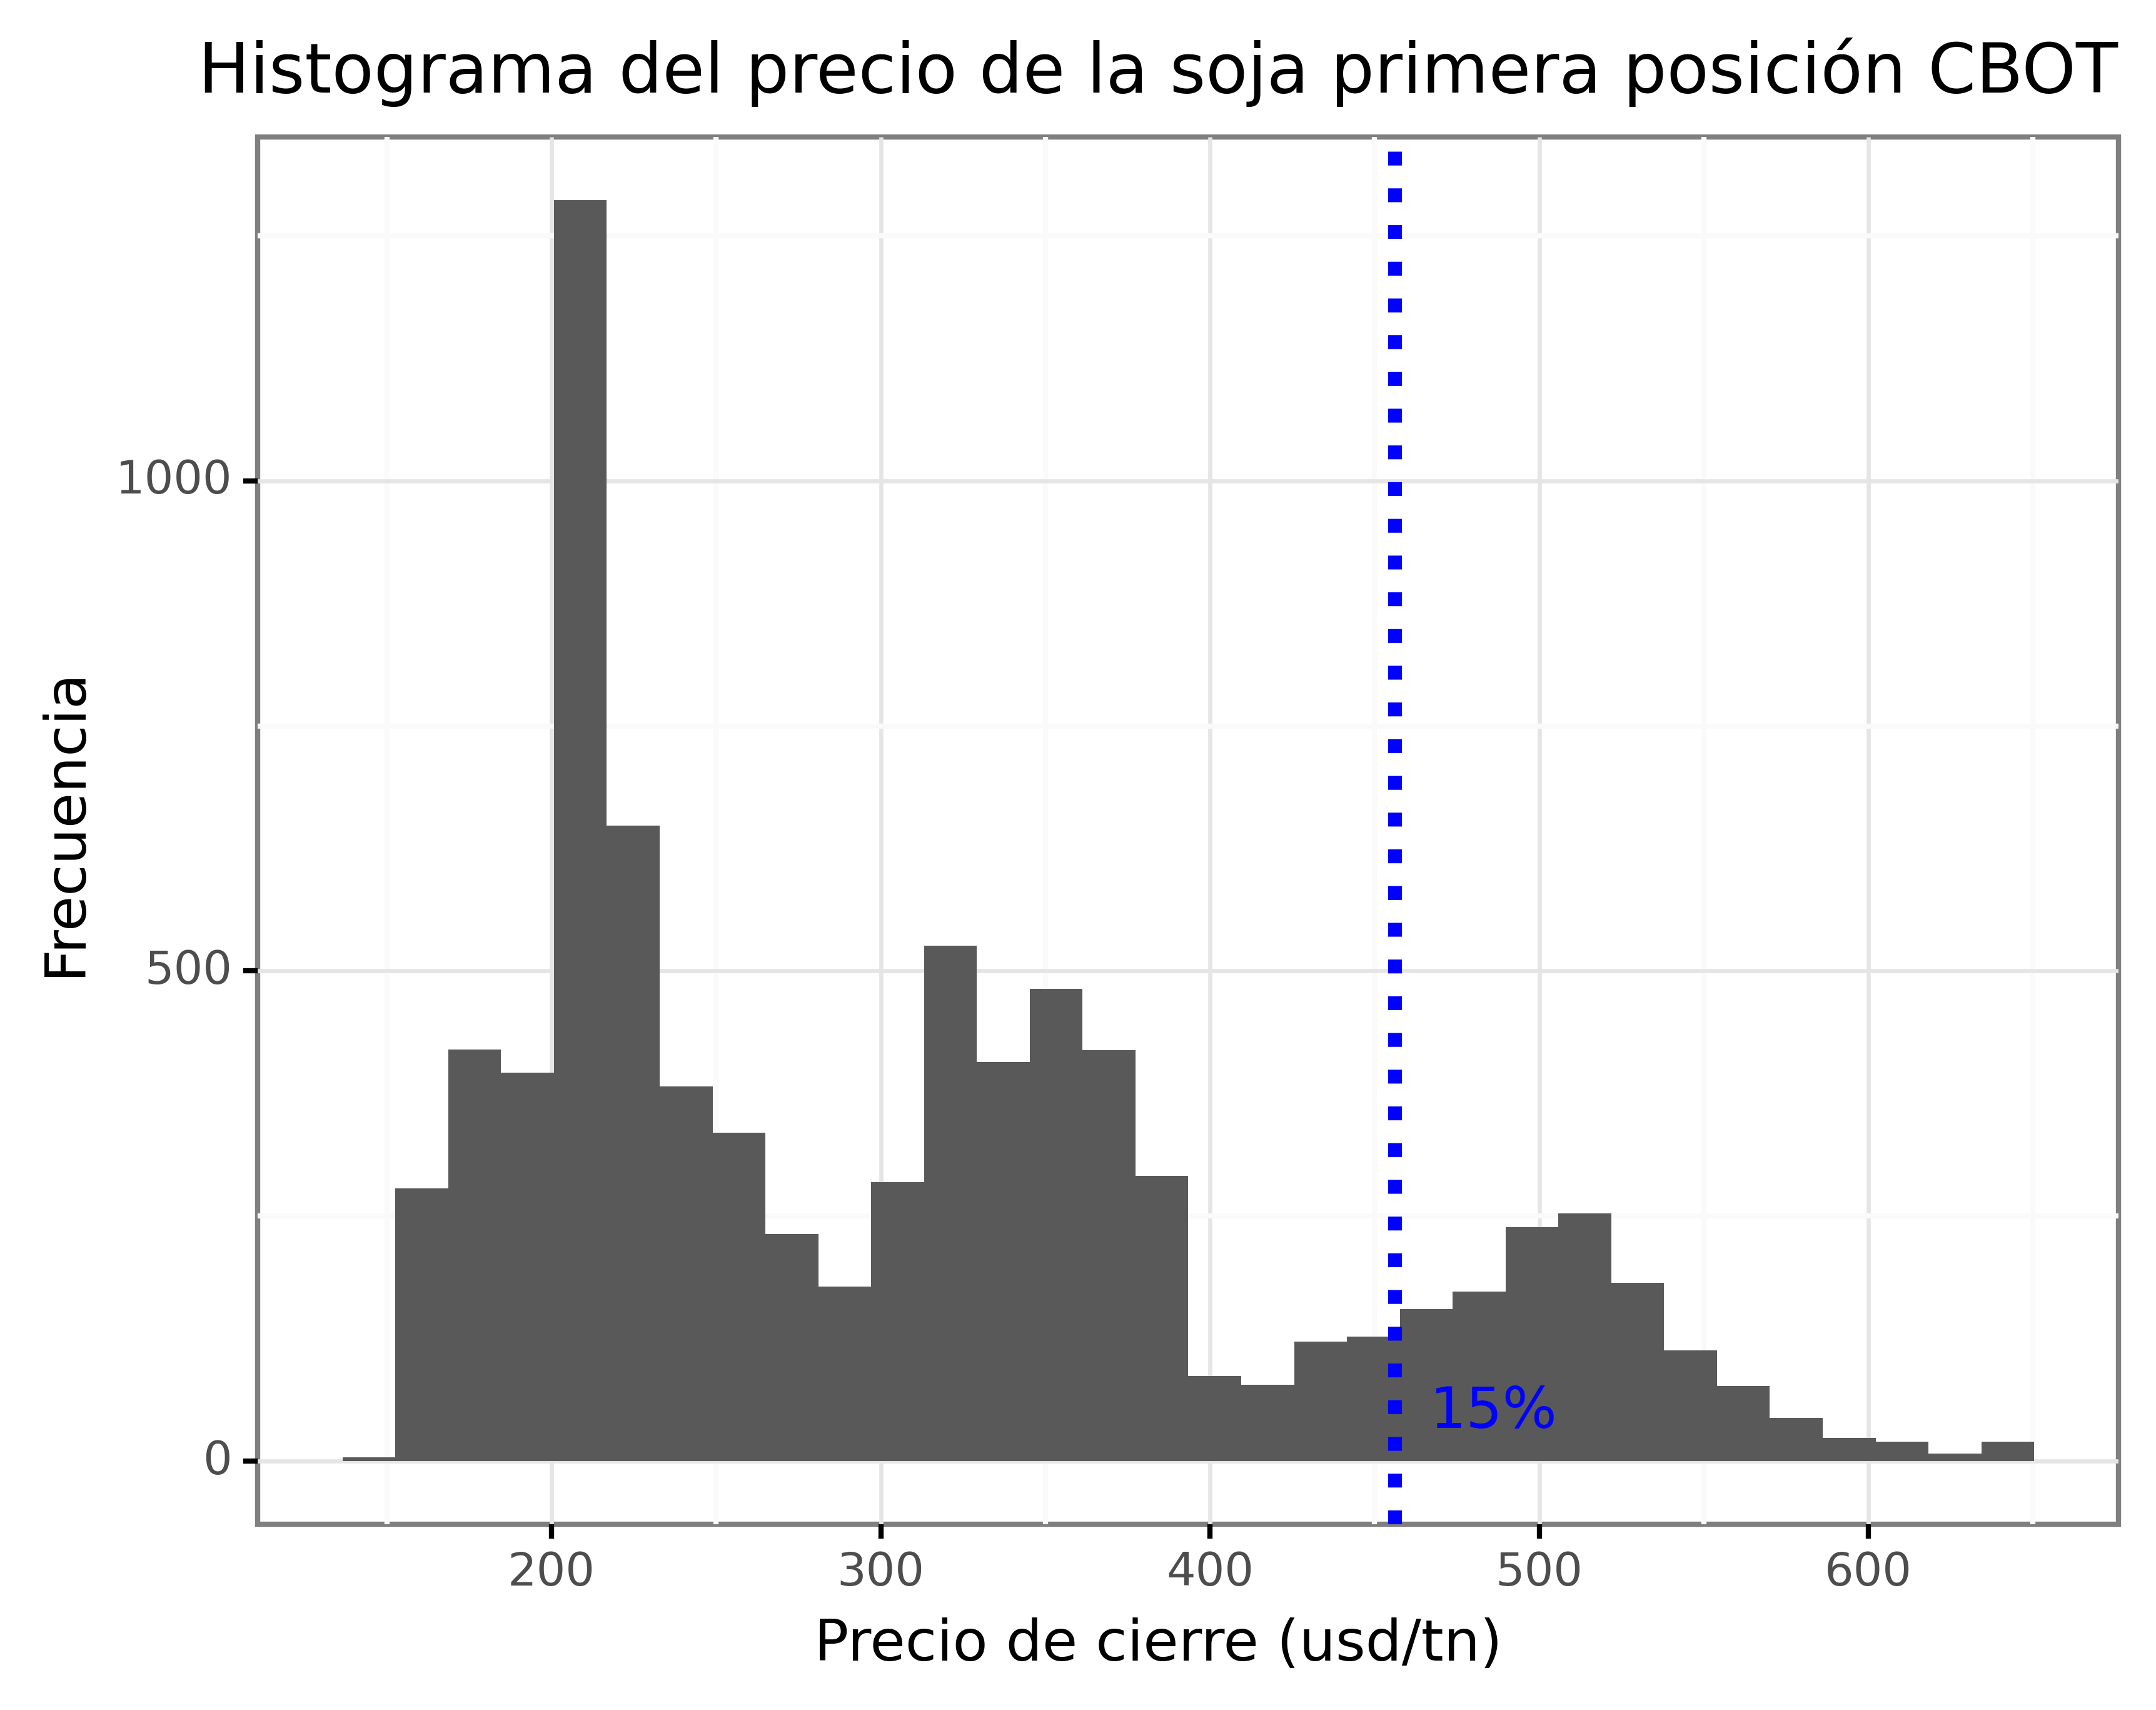 Histograma del precio de la soja primera posición CBOT
Frecuencia
1000
500
0
15%
200 300 400 500 600
Precio de cierre (usd/tn)